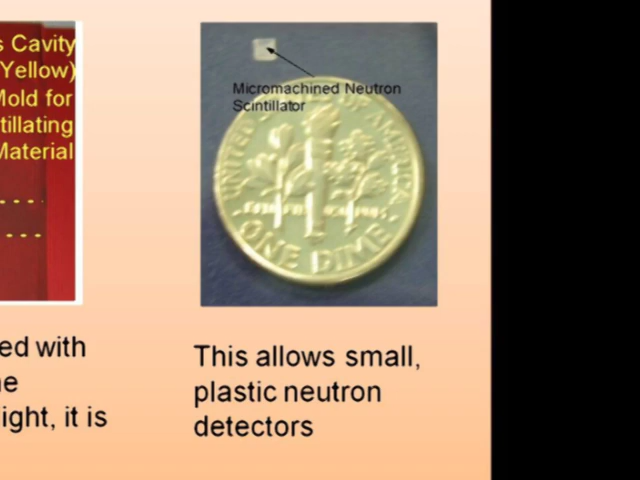 s Cavity
Yellow)
Mold for
tillating
Material
Micromachined Neutron
Scintillator
UNITED OF AMERICA
ONE DIME
ed with
ne
ight, it is
This allows small,
plastic neutron
detectors